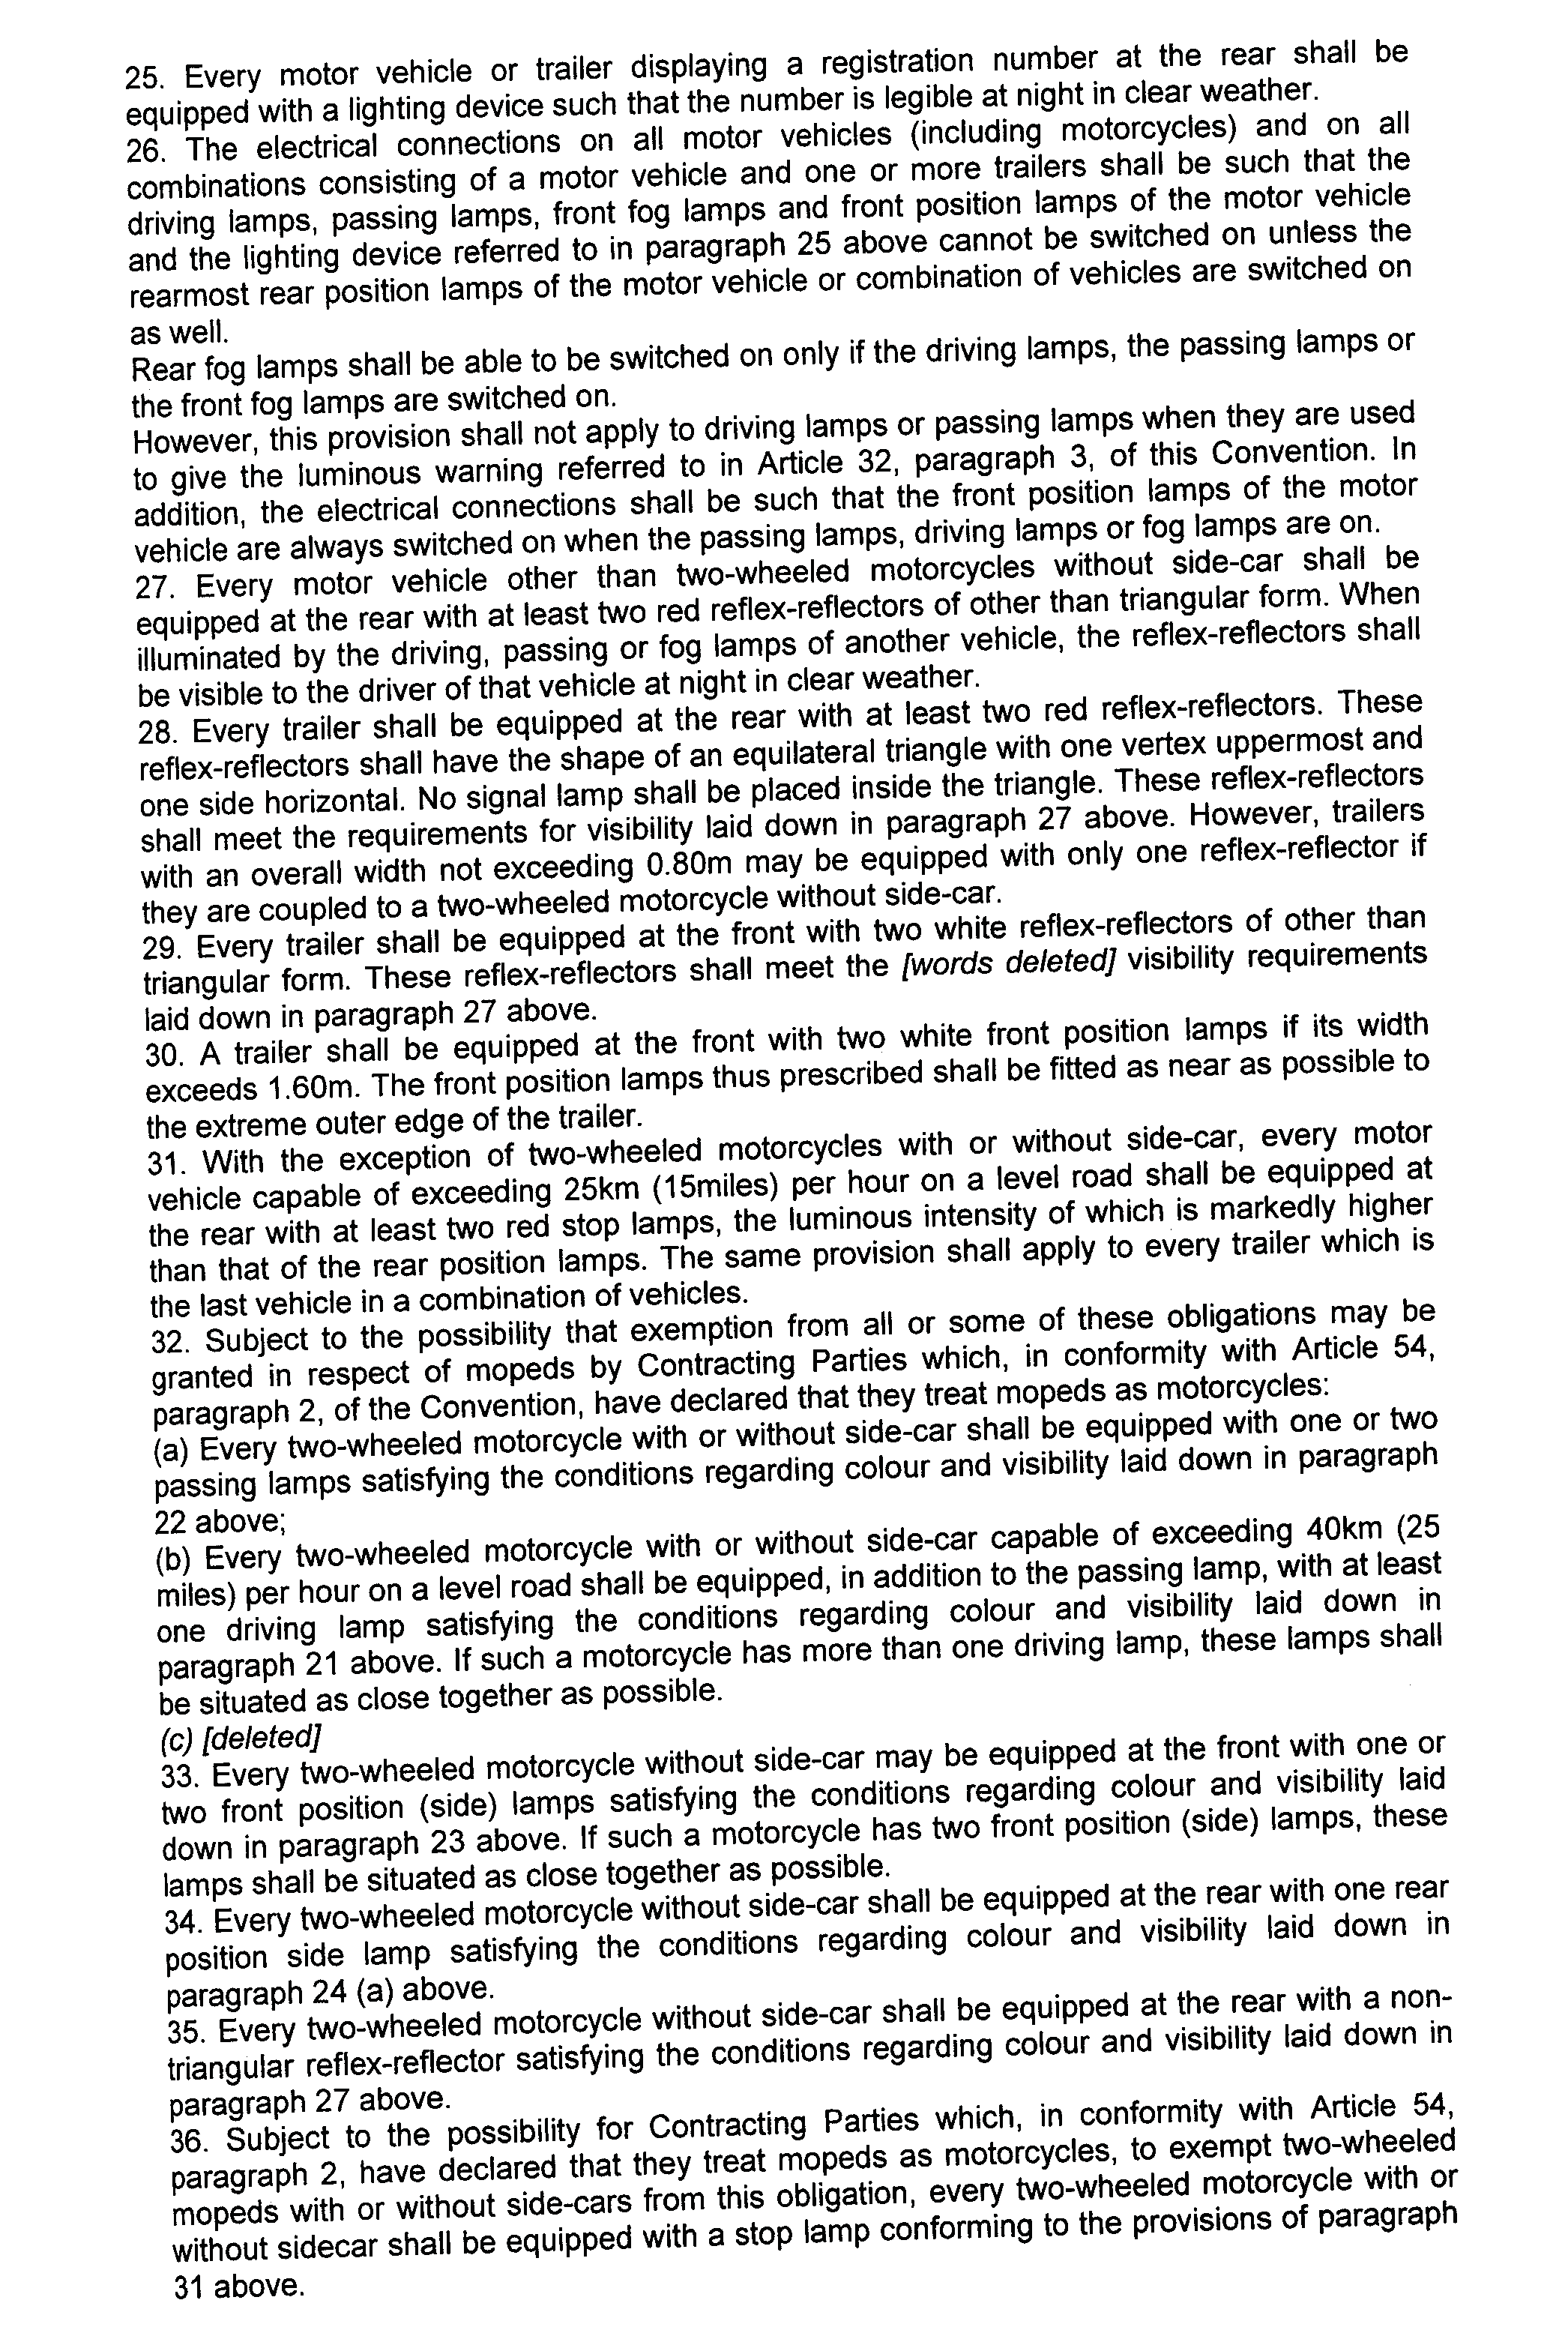 25. Every motor vehicle or trailer displaying a registration number at the rear shall be
equipped with a lighting device such that the number is legible at night in clear weather.
26. The electrical connections on all motor vehicles (including motorcycles) and on all
combinations consisting of a motor vehicle and one or more trailers shall be such that the
driving lamps, passing lamps, front fog lamps and front position lamps of the motor vehicle
and the lighting device referred to in paragraph 25 above cannot be switched on unless the
rearmost rear position lamps of the motor vehicle or combination of vehicles are switched on
as well.
Rear fog lamps shall be able to be switched on only if the driving lamps, the passing lamps or
the front fog lamps are switched on.
However, this provision shall not apply to driving lamps or passing lamps when they are used
to give the luminous warning referred to in Article 32, paragraph 3, of this Convention. In
addition, the electrical connections shall be such that the front position lamps of the motor
vehicle are always switched on when the passing lamps, driving lamps or fog lamps are on.
27. Every motor vehicle other than two-wheeled motorcycles without side-car shall be
equipped at the rear with at least two red reflex-reflectors of other than triangular form. When
illuminated by the driving, passing or fog lamps of another vehicle, the reflex-reflectors shall
be visible to the driver of that vehicle at night in clear weather.
28. Every trailer shall be equipped at the rear with at least two red reflex-reflectors. These
reflex-reflectors shall have the shape of an equilateral triangle with one vertex uppermost and
one side horizontal. No signal lamp shall be placed inside the triangle. These reflex-reflectors
shall meet the requirements for visibility laid down in paragraph 27 above. However, trailers
with an overall width not exceeding 0.80m may be equipped with only one reflex-reflector if
they are coupled to a two-wheeled motorcycle without side-car.
29. Every trailer shall be equipped at the front with two white reflex-reflectors of other than
triangular form. These reflex-reflectors shall meet the [words deleted] visibility requirements
laid down in paragraph 27 above.
30. A trailer shall be equipped at the front with two white front position lamps if its width
exceeds 1.60m. The front position lamps thus prescribed shall be fitted as near as possible to
the extreme outer edge of the trailer.
31. With the exception of two-wheeled motorcycles with or without side-car, every motor
vehicle capable of exceeding 25km (15miles) per hour on a level road shall be equipped at
the rear with at least two red stop lamps, the luminous intensity of which is markedly higher
than that of the rear position lamps. The same provision shall apply to every trailer which is
the last vehicle in a combination of vehicles.
32. Subject to the possibility that exemption from all or some of these obligations may be
granted in respect of mopeds by Contracting Parties which, in conformity with Article 54,
paragraph 2, of the Convention, have declared that they treat mopeds as motorcycles:
(a) Every two-wheeled motorcycle with or without side-car shall be equipped with one or two
passing lamps satisfying the conditions regarding colour and visibility laid down in paragraph
22 above;
(b) Every two-wheeled motorcycle with or without side-car capable of exceeding 40km (25
miles) per hour on a level road shall be equipped, in addition to the passing lamp, with at least
one driving lamp satisfying the conditions regarding colour and visibility laid down in
paragraph 21 above. If such a motorcycle has more than one driving lamp, these lamps shall
be situated as close together as possible.
(c) [deleted]
33. Every two-wheeled motorcycle without side-car may be equipped at the front with one or
two front position (side) lamps satisfying the conditions regarding colour and visibility laid
down in paragraph 23 above. If such a motorcycle has two front position (side) lamps, these
lamps shall be situated as close together as possible.
34. Every two-wheeled motorcycle without side-car shall be equipped at the rear with one rear
position side lamp satisfying the conditions regarding colour and visibility laid down in
paragraph 24 (a) above.
35. Every two-wheeled motorcycle without side-car shall be equipped at the rear with a non-
triangular reflex-reflector satisfying the conditions regarding colour and visibility laid down in
paragraph 27 above.
36. Subject to the possibility for Contracting Parties which, in conformity with Article 54,
paragraph 2, have declared that they treat mopeds as motorcycles, to exempt two-wheeled
mopeds with or without side-cars from this obligation, every two-wheeled motorcycle with or
without sidecar shall be equipped with a stop lamp conforming to the provisions of paragraph
31 above.